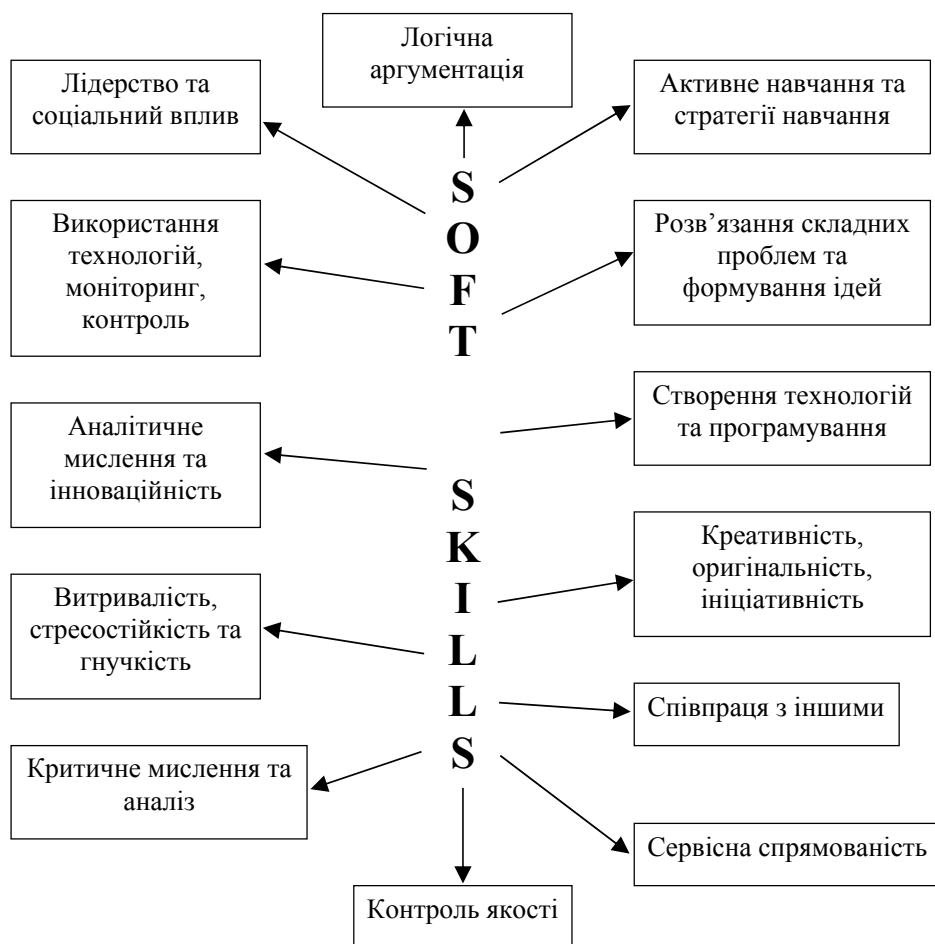 Логічна
аргументація
Лідерство та
соціальний вплив
Активне навчання та
стратегії навчання
Використання
технологій,
моніторинг,
контроль
Розв’язання складних
проблем та
формування ідей
S
O
F
T
Створення технологій
та програмування
Аналітичне
мислення та
інноваційність
S
K
I
L
L
S
Креативність,
оригінальність,
ініціативність
Витривалість,
стресостійкість та
гнучкість
Співпраця з іншими
Критичне мислення та
аналіз
Сервісна спрямованість
Контроль якості